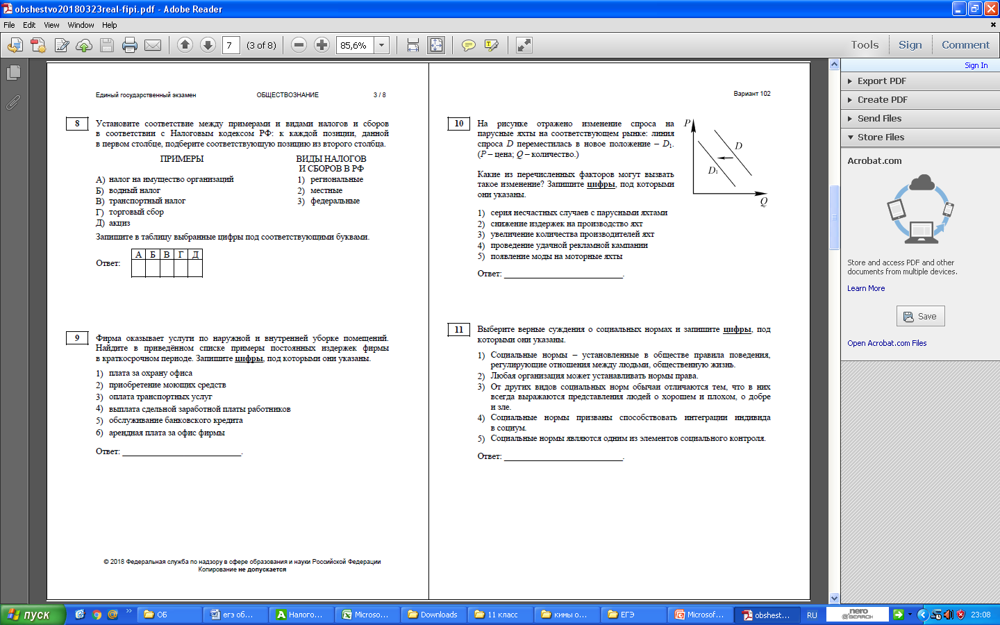 obshestvo20180323real-fipi.pdf - Adobe Reader
File Edit View Window Help
7 (3 of 8) 85,6% Tools Sign Comment
Единый государственный экзамен ОБЩЕСТВОЗНАНИЕ 3 / 8
8 Установите соответствие между примерами и видами налогов и сборов
в соответствии с Налоговым кодексом РФ: к каждой позиции, данной
в первом столбце, подберите соответствующую позицию из второго столбца.
ПРИМЕРЫ ВИДЫ НАЛОГОВ
И СБОРОВ В РФ
А) налог на имущество организаций 1) региональные
Б) водный налог 2) местные
В) транспортный налог 3) федеральные
Г) торговый сбор
Д) акциз
Запишите в таблицу выбранные цифры под соответствующими буквами.
А Б В Г Д
Ответ:
9 Фирма оказывает услуги по наружной и внутренней уборке помещений.
Найдите в приведённом списке примеры постоянных издержек фирмы
в краткосрочном периоде. Запишите цифры, под которыми они указаны.
1) плата за охрану офиса
2) приобретение моющих средств
3) оплата транспортных услуг
4) выплата сдельной заработной платы работников
5) обслуживание банковского кредита
6) арендная плата за офис фирмы
Ответ: ___________________________.
© 2018 Федеральная служба по надзору в сфере образования и науки Российской Федерации
Копирование не допускается
Вариант 102
10 На рисунке отражено изменение спроса на
парусные яхты на соответствующем рынке: линия
спроса D переместилась в новое положение – D1.
(P – цена; Q – количество.)
Какие из перечисленных факторов могут вызвать
такое изменение? Запишите цифры, под которыми
они указаны.
P
D
D1
Q
1) серия несчастных случаев с парусными яхтами
2) снижение издержек на производство яхт
3) увеличение количества производителей яхт
4) проведение удачной рекламной кампании
5) появление моды на моторные яхты
Ответ: ___________________________.
11 Выберите верные суждения о социальных нормах и запишите цифры, под
которыми они указаны.
1) Социальные нормы – установленные в обществе правила поведения,
регулирующие отношения между людьми, общественную жизнь.
2) Любая организация может устанавливать нормы права.
3) От других видов социальных норм обычаи отличаются тем, что в них
всегда выражаются представления людей о хорошем и плохом, о добре
и зле.
4) Социальные нормы призваны способствовать интеграции индивида
в социум.
5) Социальные нормы являются одним из элементов социального контроля.
Ответ: ___________________________.
Sign In
Export PDF
Create PDF
Send Files
Store Files
Acrobat.com
Store and access PDF and other
documents from multiple devices.
Learn More
Save
Open Acrobat.com Files
пуск ОБ егэ об... Налого... Microso... Downloads 11 класс кимы о... ЕГЭ Microsof... obshest... RU nero SEARCH 23:08